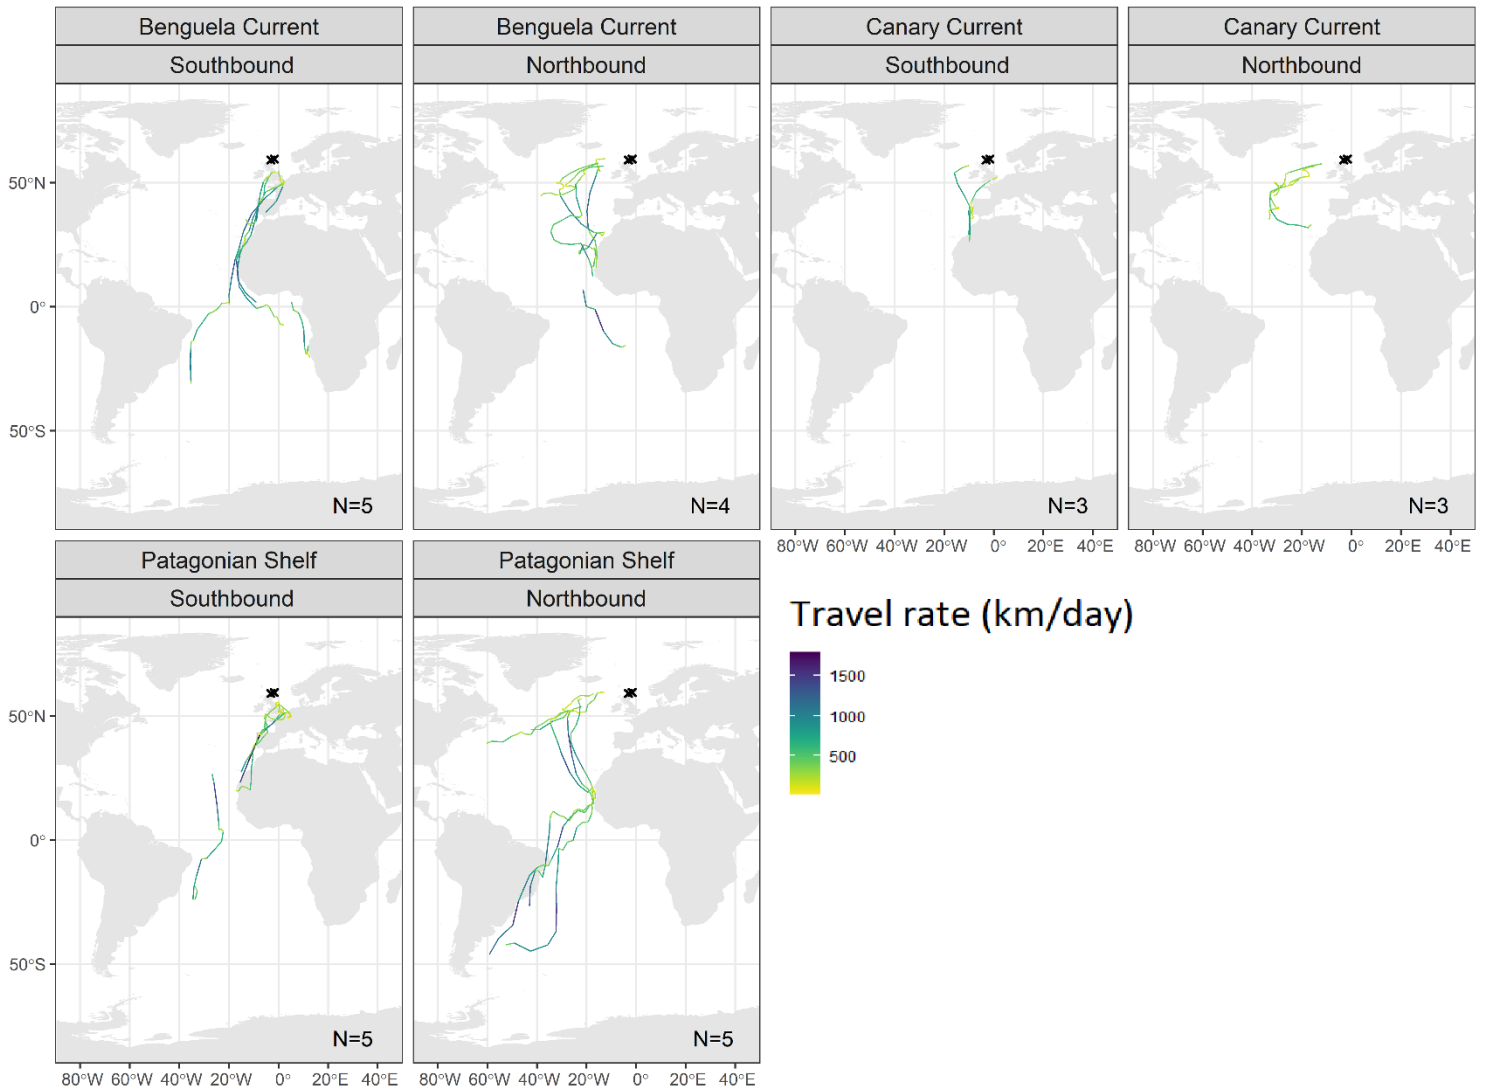 Benguela Current
Benguela Current
Canary Current
Canary Current
Southbound
Northbound
Southbound
Northbound
50°N
0°
50°S
N=5
N=4
N=3
N=3
80°W 60°W 40°W 20°W 0° 20°E 40°E
80°W 60°W 40°W 20°W 0° 20°E 40°E
Patagonian Shelf
Patagonian Shelf
Southbound
Northbound
Travel rate (km/day)
1500
1000
500
50°N
0°
50°S
N=5
N=5
80°W 60°W 40°W 20°W 0° 20°E 40°E
80°W 60°W 40°W 20°W 0° 20°E 40°E